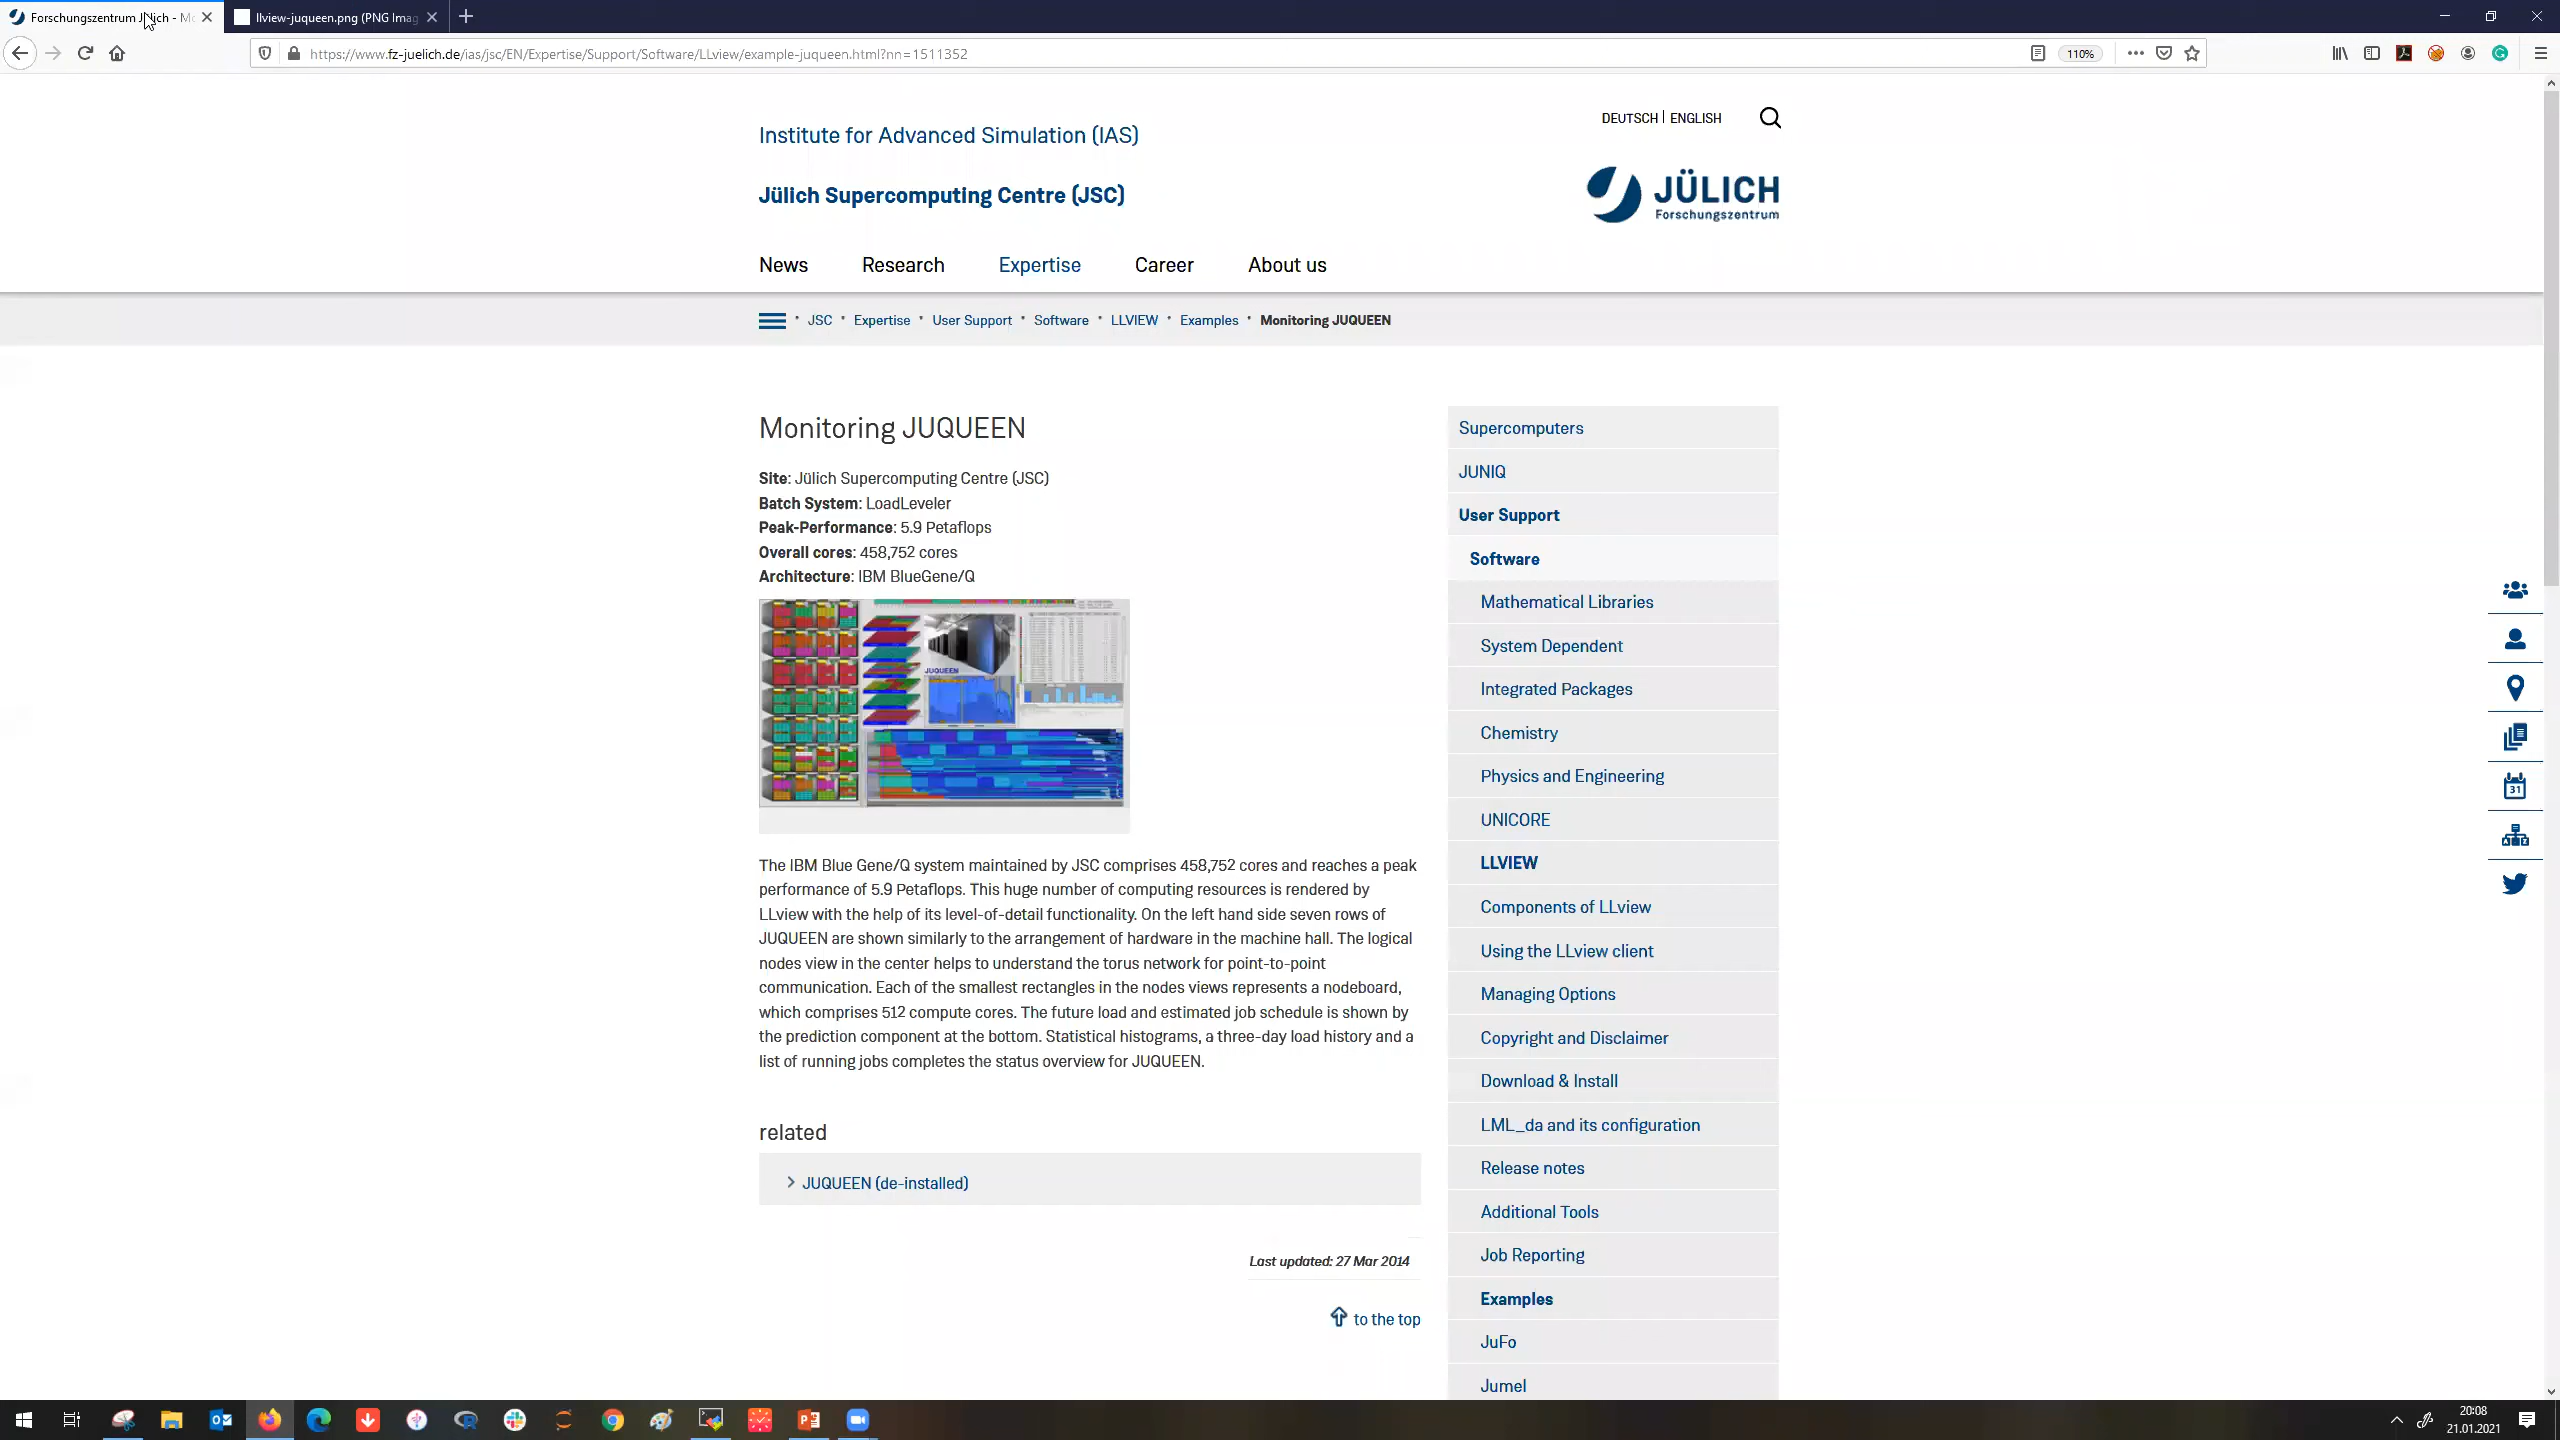 Forschungszentrum Jülich - Mo
llview-juqueen.png (PNG Imag
https://www.fz-juelich.de/ias/jsc/EN/Expertise/Support/Software/LLview/example-juqueen.html?nn=1511352
110%
DEUTSCH | ENGLISH
Institute for Advanced Simulation (IAS)
Jülich Supercomputing Centre (JSC)
JÜLICH
Forschungszentrum
News Research Expertise Career About us
JSC • Expertise • User Support • Software • LLVIEW • Examples • Monitoring JUQUEEN
Monitoring JUQUEEN
Site: Jülich Supercomputing Centre (JSC)
Batch System: LoadLeveler
Peak-Performance: 5.9 Petaflops
Overall cores: 458,752 cores
Architecture: IBM BlueGene/Q
JUQUEEN
The IBM Blue Gene/Q system maintained by JSC comprises 458,752 cores and reaches a peak
performance of 5.9 Petaflops. This huge number of computing resources is rendered by
LLview with the help of its level-of-detail functionality. On the left hand side seven rows of
JUQUEEN are shown similarly to the arrangement of hardware in the machine hall. The logical
nodes view in the center helps to understand the torus network for point-to-point
communication. Each of the smallest rectangles in the nodes views represents a nodeboard,
which comprises 512 compute cores. The future load and estimated job schedule is shown by
the prediction component at the bottom. Statistical histograms, a three-day load history and a
list of running jobs completes the status overview for JUQUEEN.
related
JUQUEEN (de-installed)
Last updated: 27 Mar 2014
to the top
Supercomputers
JUNIQ
User Support
Software
Mathematical Libraries
System Dependent
Integrated Packages
Chemistry
Physics and Engineering
UNICORE
LLVIEW
Components of LLview
Using the LLview client
Managing Options
Copyright and Disclaimer
Download & Install
LML_da and its configuration
Release notes
Additional Tools
Job Reporting
Examples
JuFo
Jumel
31
20:08
21.01.2021